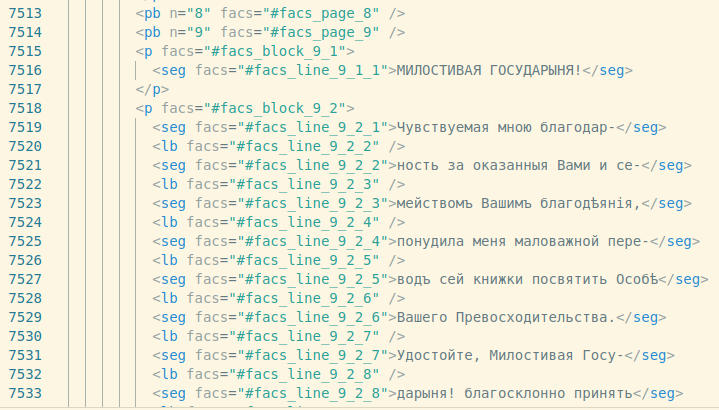 7513 <pb n="8" facs="#facs_page_8" />
7514 <pb n="9" facs="#facs_page_9" />
7515 <p facs="#facs_block_9_1">
7516 <seg facs="#facs_line_9_1_1">МИЛОСТИВАЯ ГОСУДАРЫНЯ!</seg>
7517 </p>
7518 <p facs="#facs_block_9_2">
7519 <seg facs="#facs_line_9_2_1">Чувствуемая мною благодар-</seg>
7520 <lb facs="#facs_line_9_2_2" />
7521 <seg facs="#facs_line_9_2_2">ность за оказанныя Вами и се-</seg>
7522 <lb facs="#facs_line_9_2_3" />
7523 <seg facs="#facs_line_9_2_3">мействомъ Вашимъ благодѣянія,</seg>
7524 <lb facs="#facs_line_9_2_4" />
7525 <seg facs="#facs_line_9_2_4">понудила меня маловажной пере-</seg>
7526 <lb facs="#facs_line_9_2_5" />
7527 <seg facs="#facs_line_9_2_5">водъ сей книжки посвятить Особѣ</seg>
7528 <lb facs="#facs_line_9_2_6" />
7529 <seg facs="#facs_line_9_2_6">Вашего Превосходительства.</seg>
7530 <lb facs="#facs_line_9_2_7" />
7531 <seg facs="#facs_line_9_2_7">Удостойте, Милостивая Госу-</seg>
7532 <lb facs="#facs_line_9_2_8" />
7533 <seg facs="#facs_line_9_2_8">дарыня! благосклонно принять</seg>